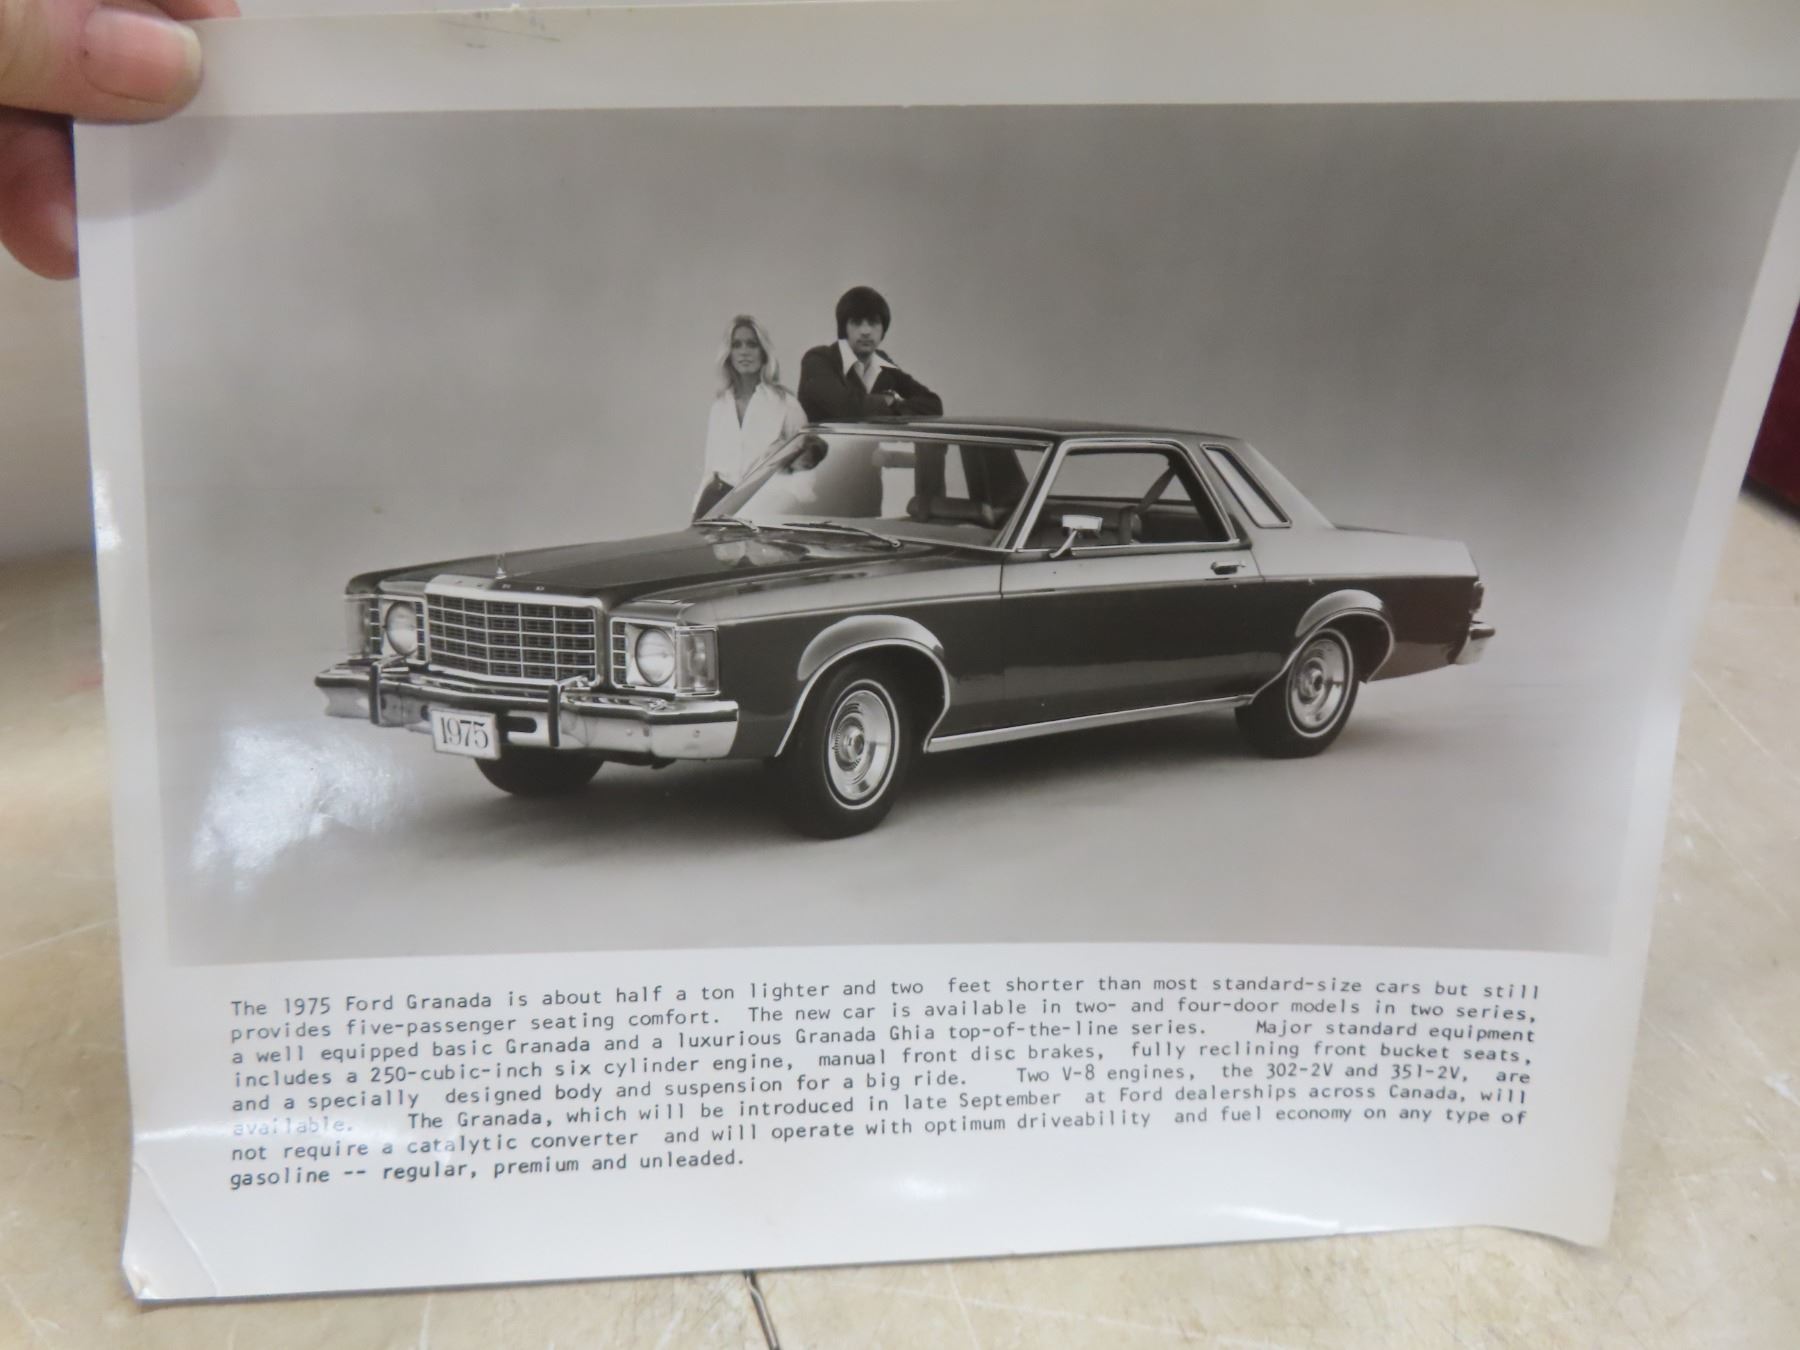 FORD
1975
The 1975 Ford Granada is about half a ton lighter and two feet shorter than most standard-size cars but still
provides five-passenger seating comfort. The new car is available in two- and four-door models in two series,
a well equipped basic Granada and a luxurious Granada Ghia top-of-the-line series. Major standard equipment
includes a 250-cubic-inch six cylinder engine, manual front disc brakes, fully reclining front bucket seats,
and a specially designed body and suspension for a big ride. Two V-8 engines, the 302-2V and 351-2V, are
available. The Granada, which will be introduced in late September at Ford dealerships across Canada, will
not require a catalytic converter and will operate with optimum driveability and fuel economy on any type of
gasoline -- regular, premium and unleaded.